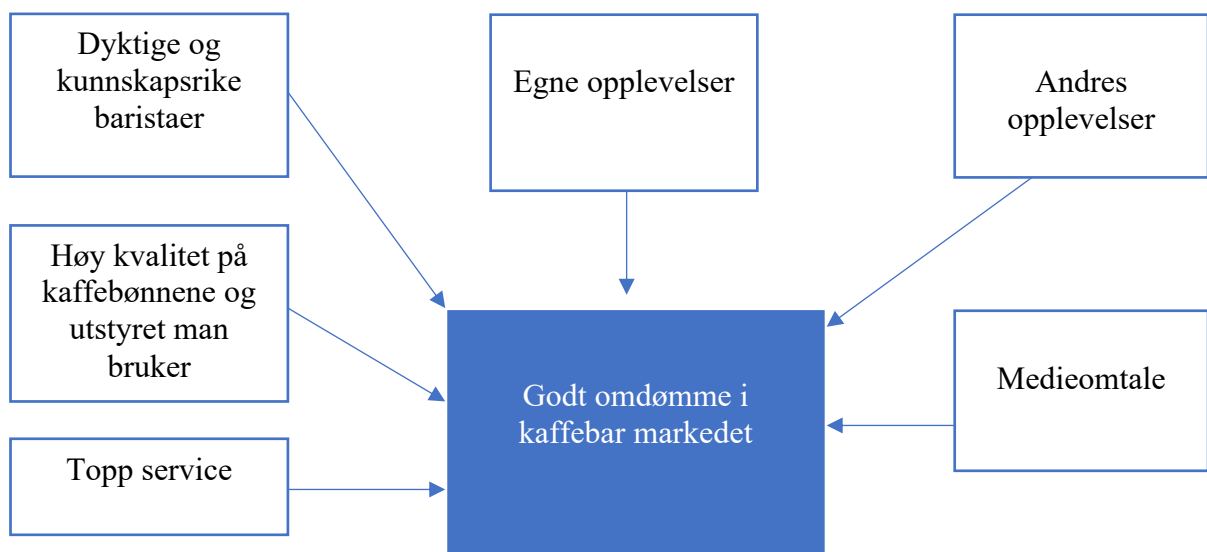 Dyktige og
kunnskapsrike
baristaer
Egne opplevelser
Andres
opplevelser
Høy kvalitet på
kaffebønnene og
utstyret man
bruker
Topp service
Godt omdømme i
kaffebar markedet
Medieomtale